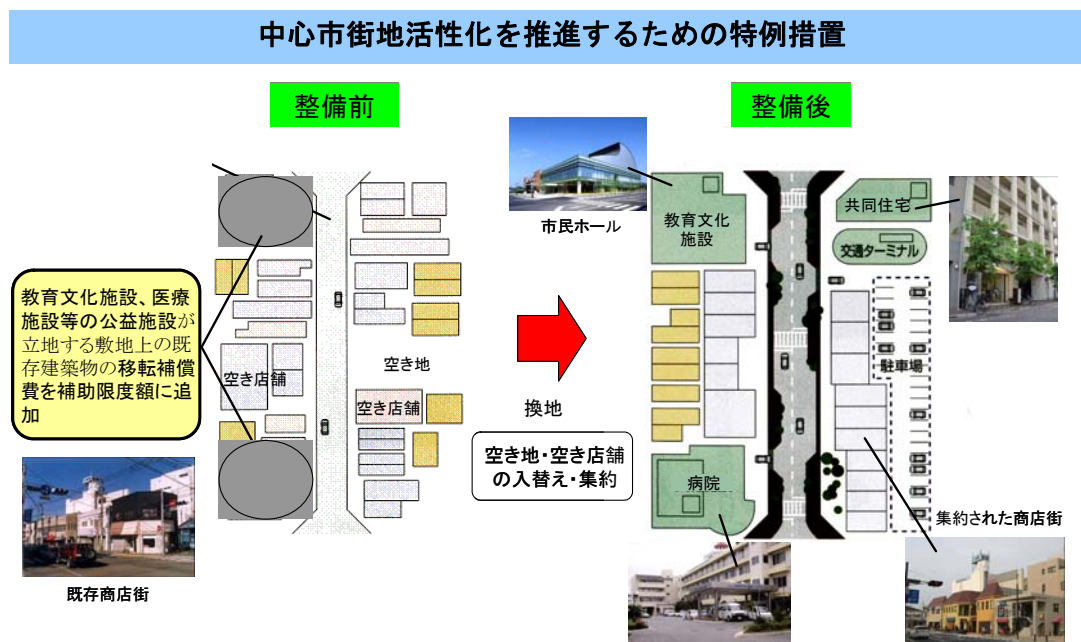 中心市街地活性化を推進するための特例措置
整備前
整備後
市民ホール
教育文化
施設
共同住宅
交通ターミナル
教育文化施設、医療
施設等の公益施設が
立地する敷地上の既
存建築物の移転補償
費を補助限度額に追
加
空き店舗
空き地
空き店舗
換地
空き地・空き店舗
の入替え・集約
駐車場
病院
集約された商店街
既存商店街